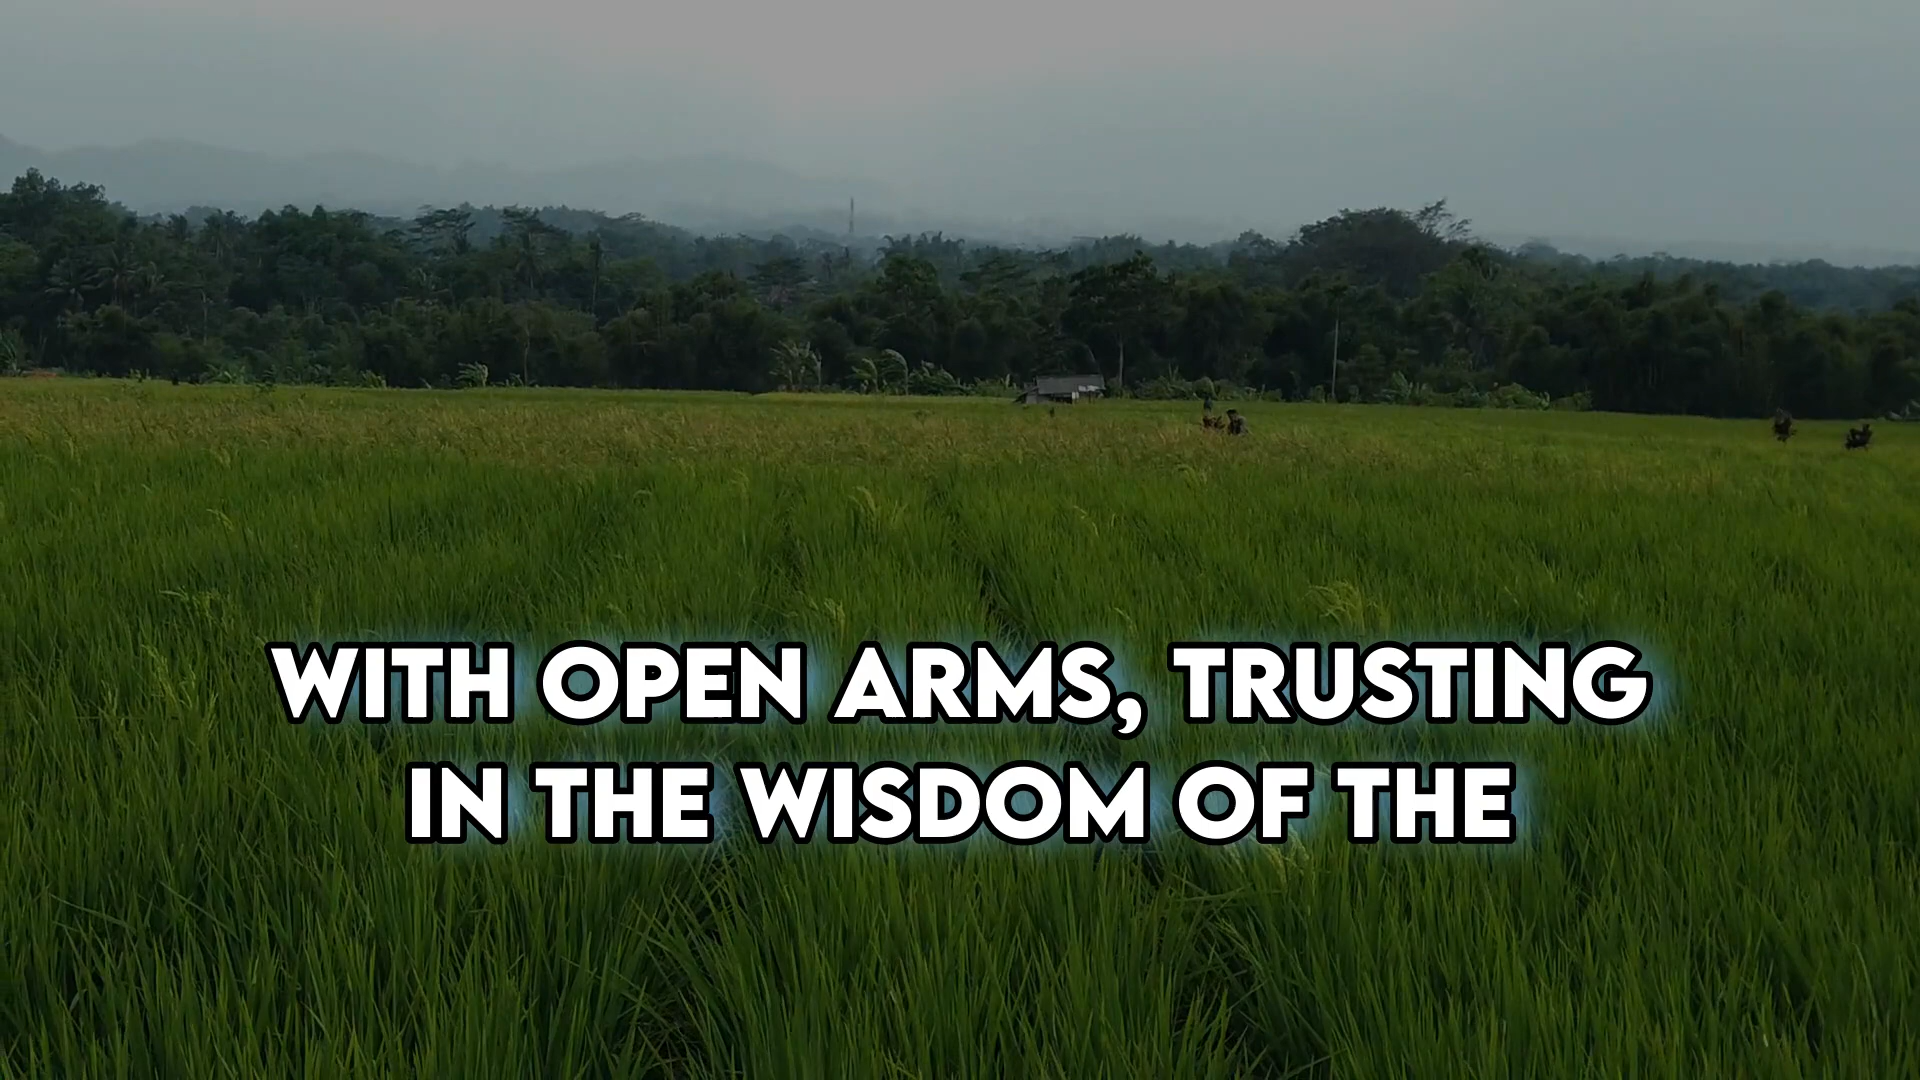 WITH OPEN ARMS, TRUSTING
IN THE WISDOM OF THE